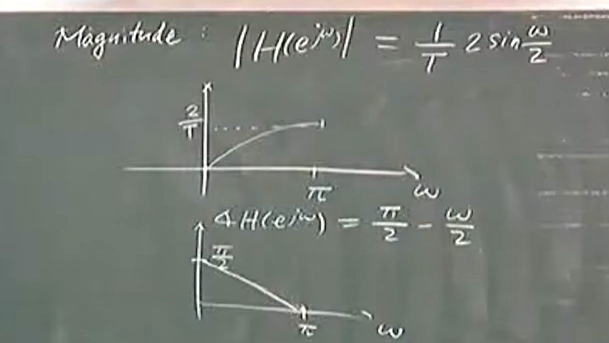 Magnitude : |H(e^{jω})| = 1/T 2 sin ω/2
2/T
π ω
∠H(e^{jω}) = π/2 - ω/2
π/2
π ω